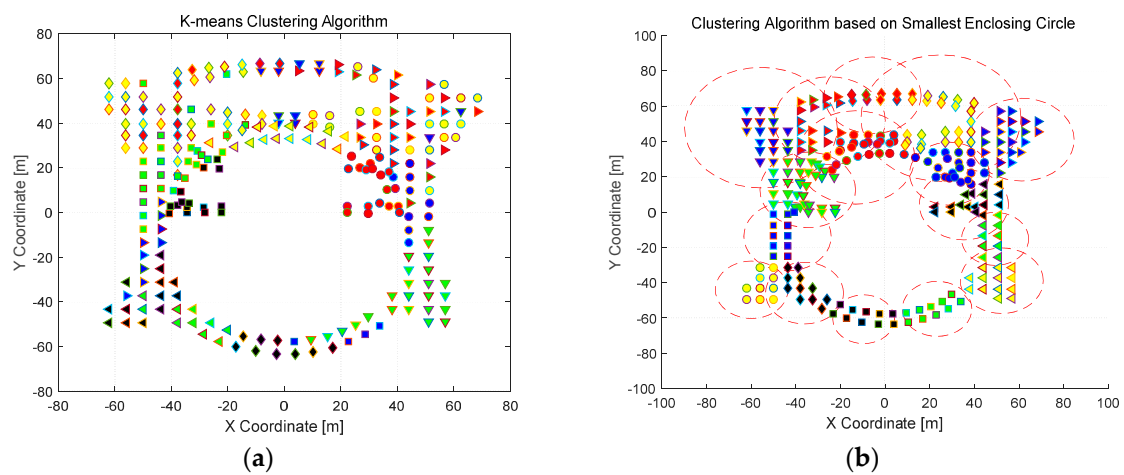 K-means Clustering Algorithm
80
60
40
20
0
-20
-40
-60
-80
Y Coordinate [m]
-80 -60 -40 -20 0 20 40 60 80
X Coordinate [m]
(a)
Clustering Algorithm based on Smallest Enclosing Circle
100
80
60
40
20
0
-20
-40
-60
-80
-100
Y Coordinate [m]
-100 -80 -60 -40 -20 0 20 40 60 80 100
X Coordinate [m]
(b)